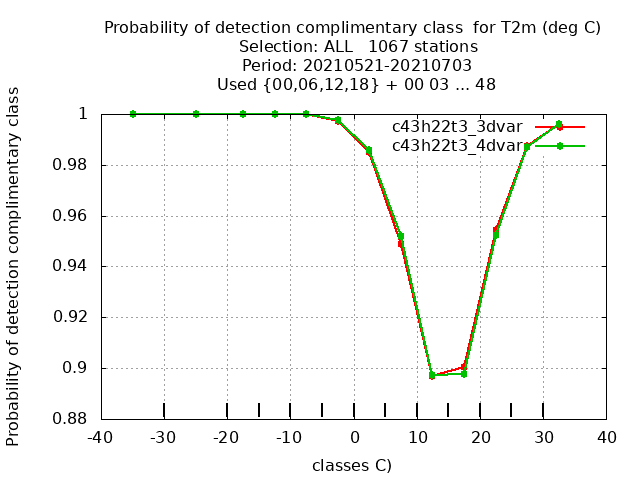 Probability of detection complimentary class  for T2m (deg C)
Selection: ALL   1067 stations
Period: 20210521-20210703
Used {00,06,12,18} + 00 03 ... 48
Probability of detection complimentary class
1
0.98
0.96
0.94
0.92
0.9
0.88
c43h22t3_3dvar
c43h22t3_4dvar
-40 -30 -20 -10 0 10 20 30 40
classes C)